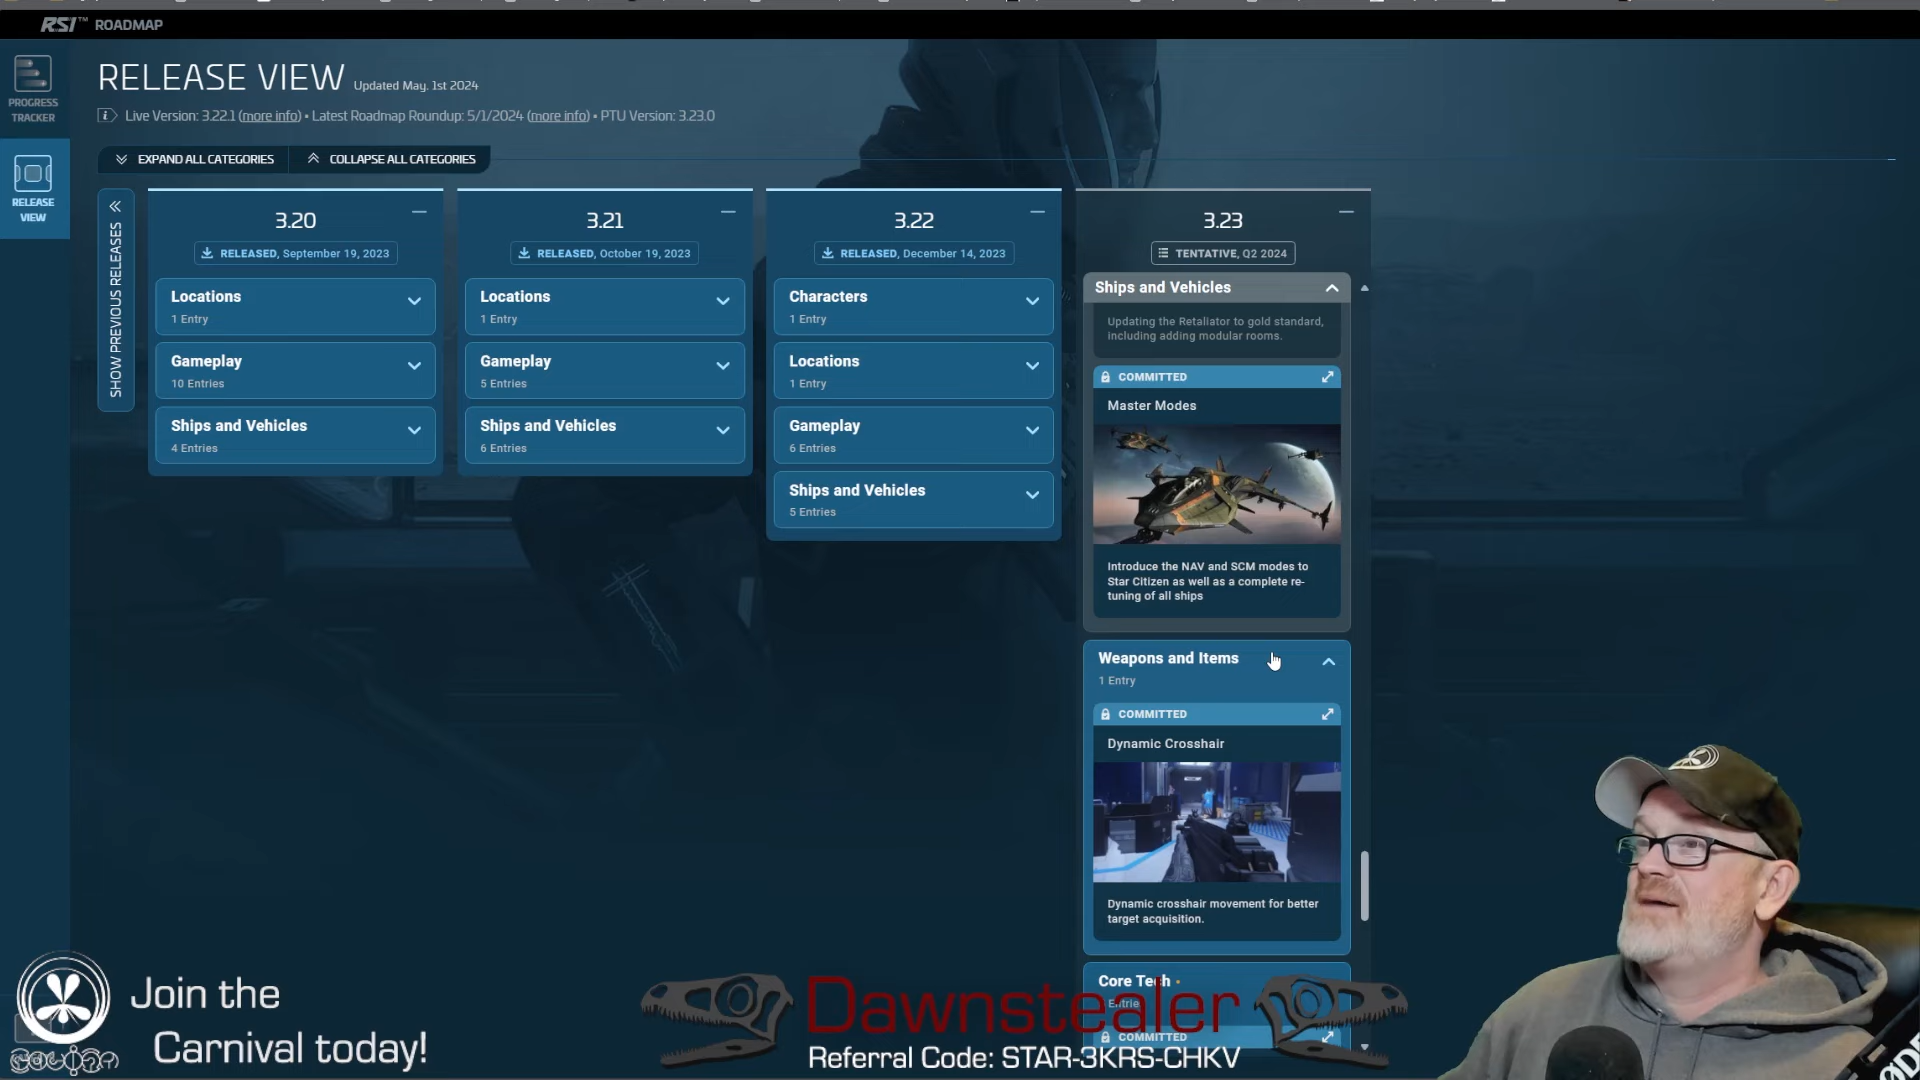 RSI™ ROADMAP
PROGRESS
TRACKER
RELEASE
VIEW
RELEASE VIEW Updated May. 1st 2024
Live Version: 3.22.1 (more info) • Latest Roadmap Roundup: 5/1/2024 (more info) • PTU Version: 3.23.0
EXPAND ALL CATEGORIES
COLLAPSE ALL CATEGORIES
SHOW PREVIOUS RELEASES
3.20
RELEASED, September 19, 2023
Locations
1 Entry
Gameplay
10 Entries
Ships and Vehicles
4 Entries
3.21
RELEASED, October 19, 2023
Locations
1 Entry
Gameplay
5 Entries
Ships and Vehicles
6 Entries
3.22
RELEASED, December 14, 2023
Characters
1 Entry
Locations
1 Entry
Gameplay
6 Entries
Ships and Vehicles
5 Entries
3.23
TENTATIVE, Q2 2024
Ships and Vehicles
Updating the Retaliator to gold standard,
including adding modular rooms.
COMMITTED
Master Modes
Introduce the NAV and SCM modes to
Star Citizen as well as a complete re-
tuning of all ships
Weapons and Items
1 Entry
COMMITTED
Dynamic Crosshair
Dynamic crosshair movement for better
target acquisition.
Core Tech
COMMITTED
Join the
Carnival today!
Dawnstealer
Referral Code: STAR-3KRS-CHKV